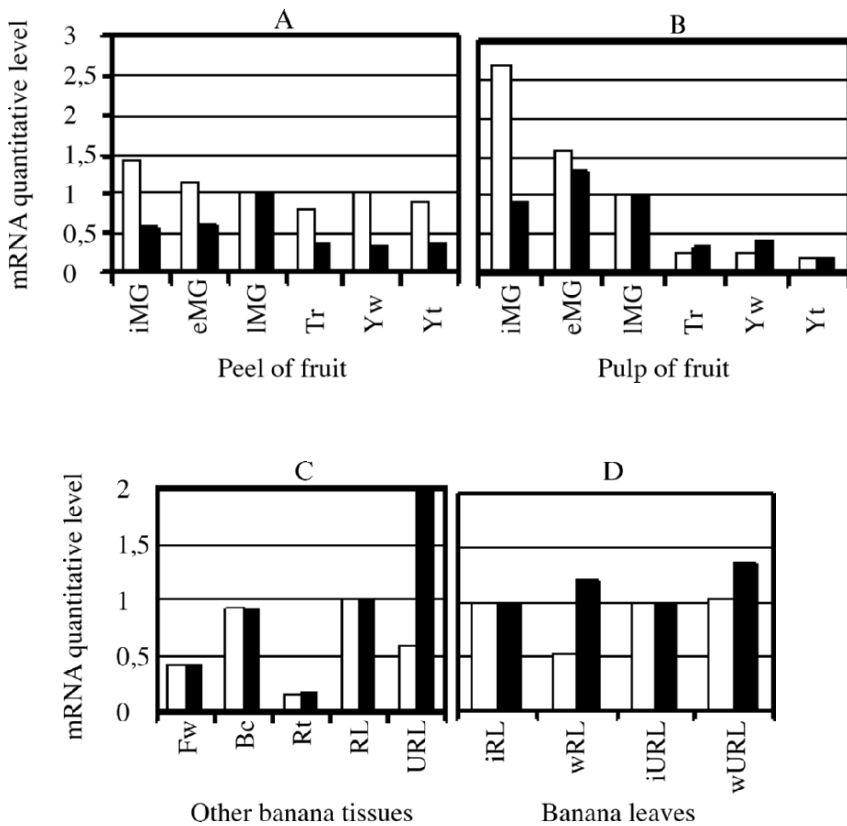 A
B
mRNA quantitative level
3
2,5
2
1,5
1
0,5
0
iMG
eMG
lMG
Tr
Yw
Yt
iMG
eMG
lMG
Tr
Yw
Yt
Peel of fruit
Pulp of fruit
C
D
mRNA quantitative level
2
1,5
1
0,5
0
Fw
Bc
Rt
RL
URL
iRL
wRL
iURL
wURL
Other banana tissues
Banana leaves